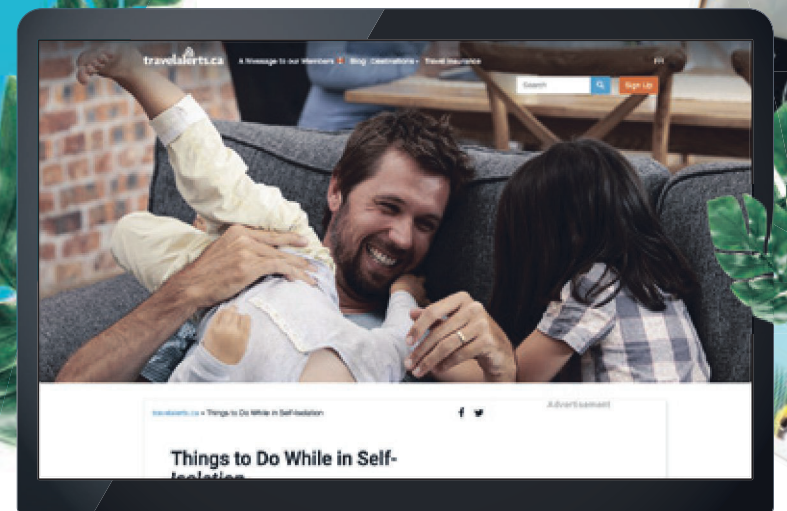 travelalerts.ca
A Message to our Members Blog Destinations Travel Insurance
FR
Search Sign Up
travelalerts.ca » Things to Do While in Self-Isolation
Advertisement
Things to Do While in Self-
Isolation